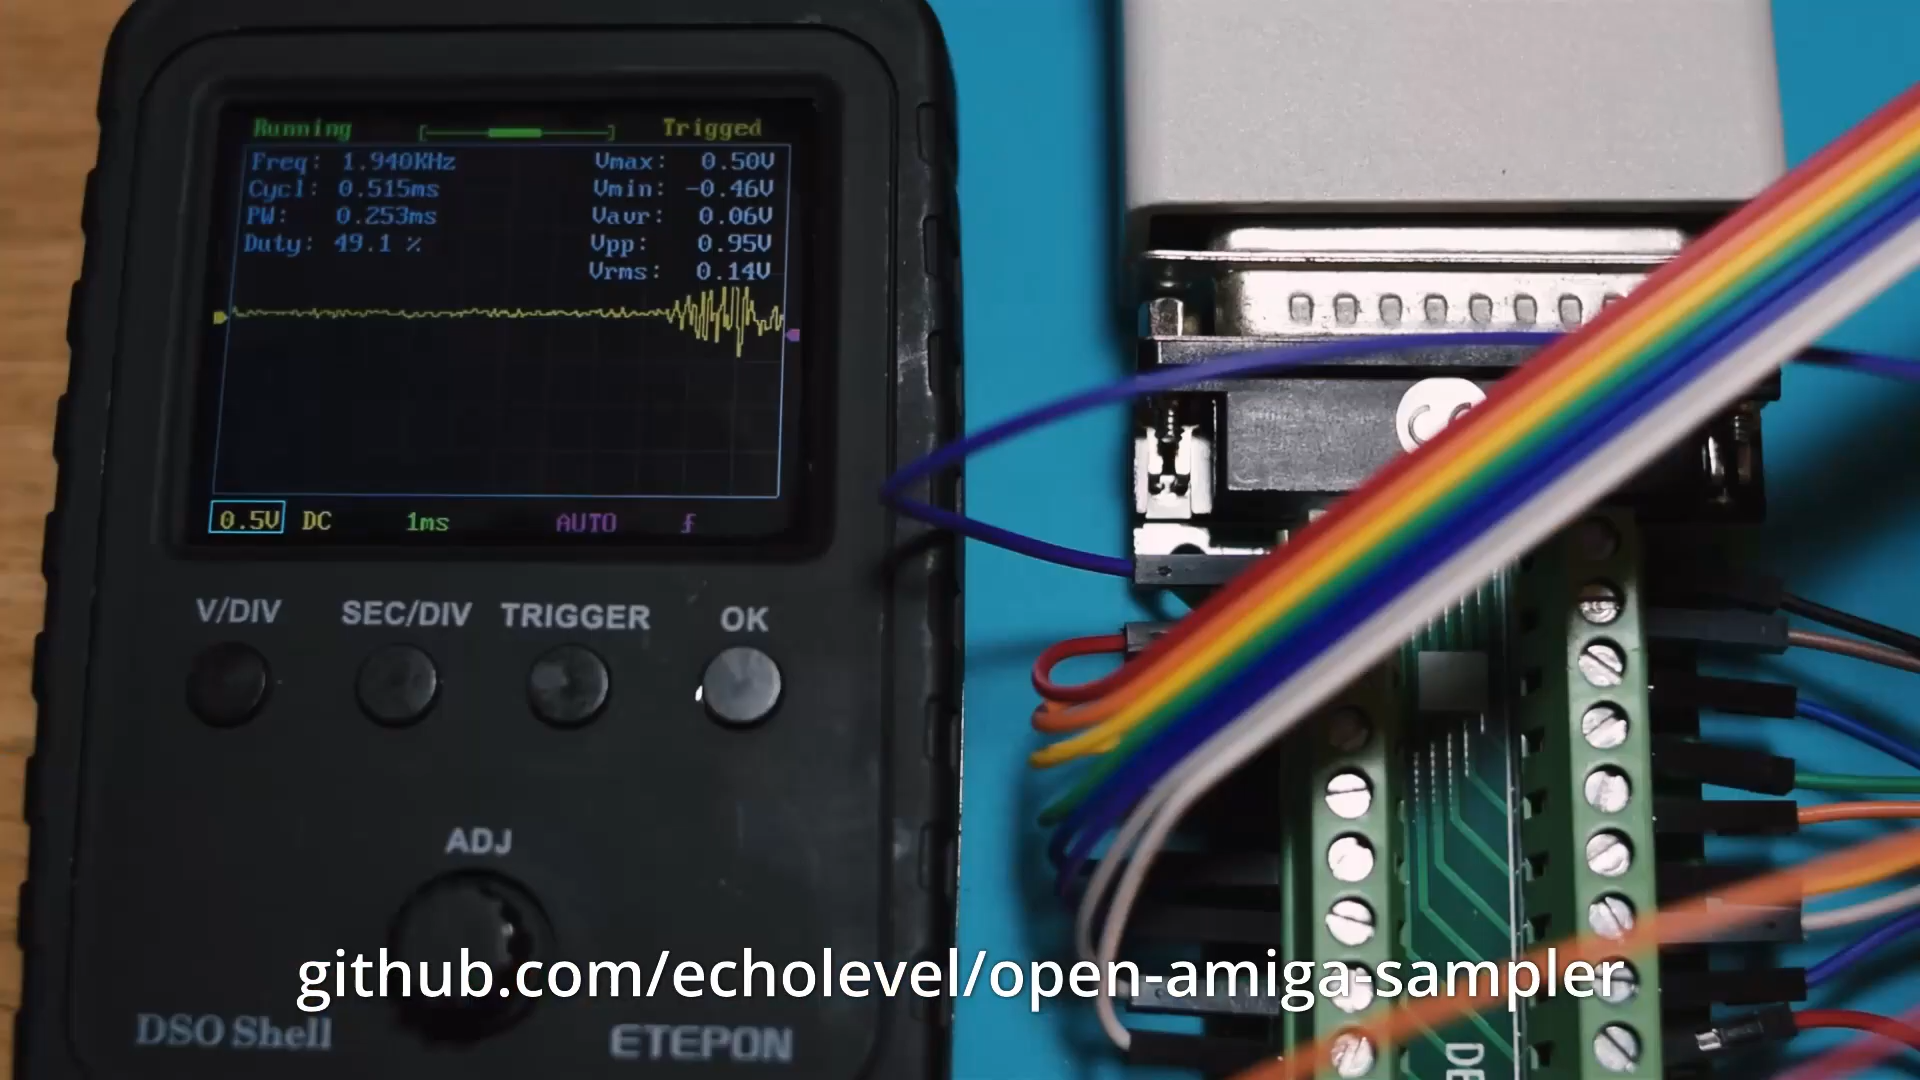 Running Trigged
Freq: 1.940KHz Vmax: 0.50V
Cycl: 0.515ms Vmin: -0.46V
PW: 0.253ms Vavr: 0.06V
Duty: 49.1 % Vpp: 0.95V
Vrms: 0.14V
0.5V DC 1ms AUTO
V/DIV SEC/DIV TRIGGER OK
ADJ
github.com/echolevel/open-amiga-sampler
DSO Shell ETEPON